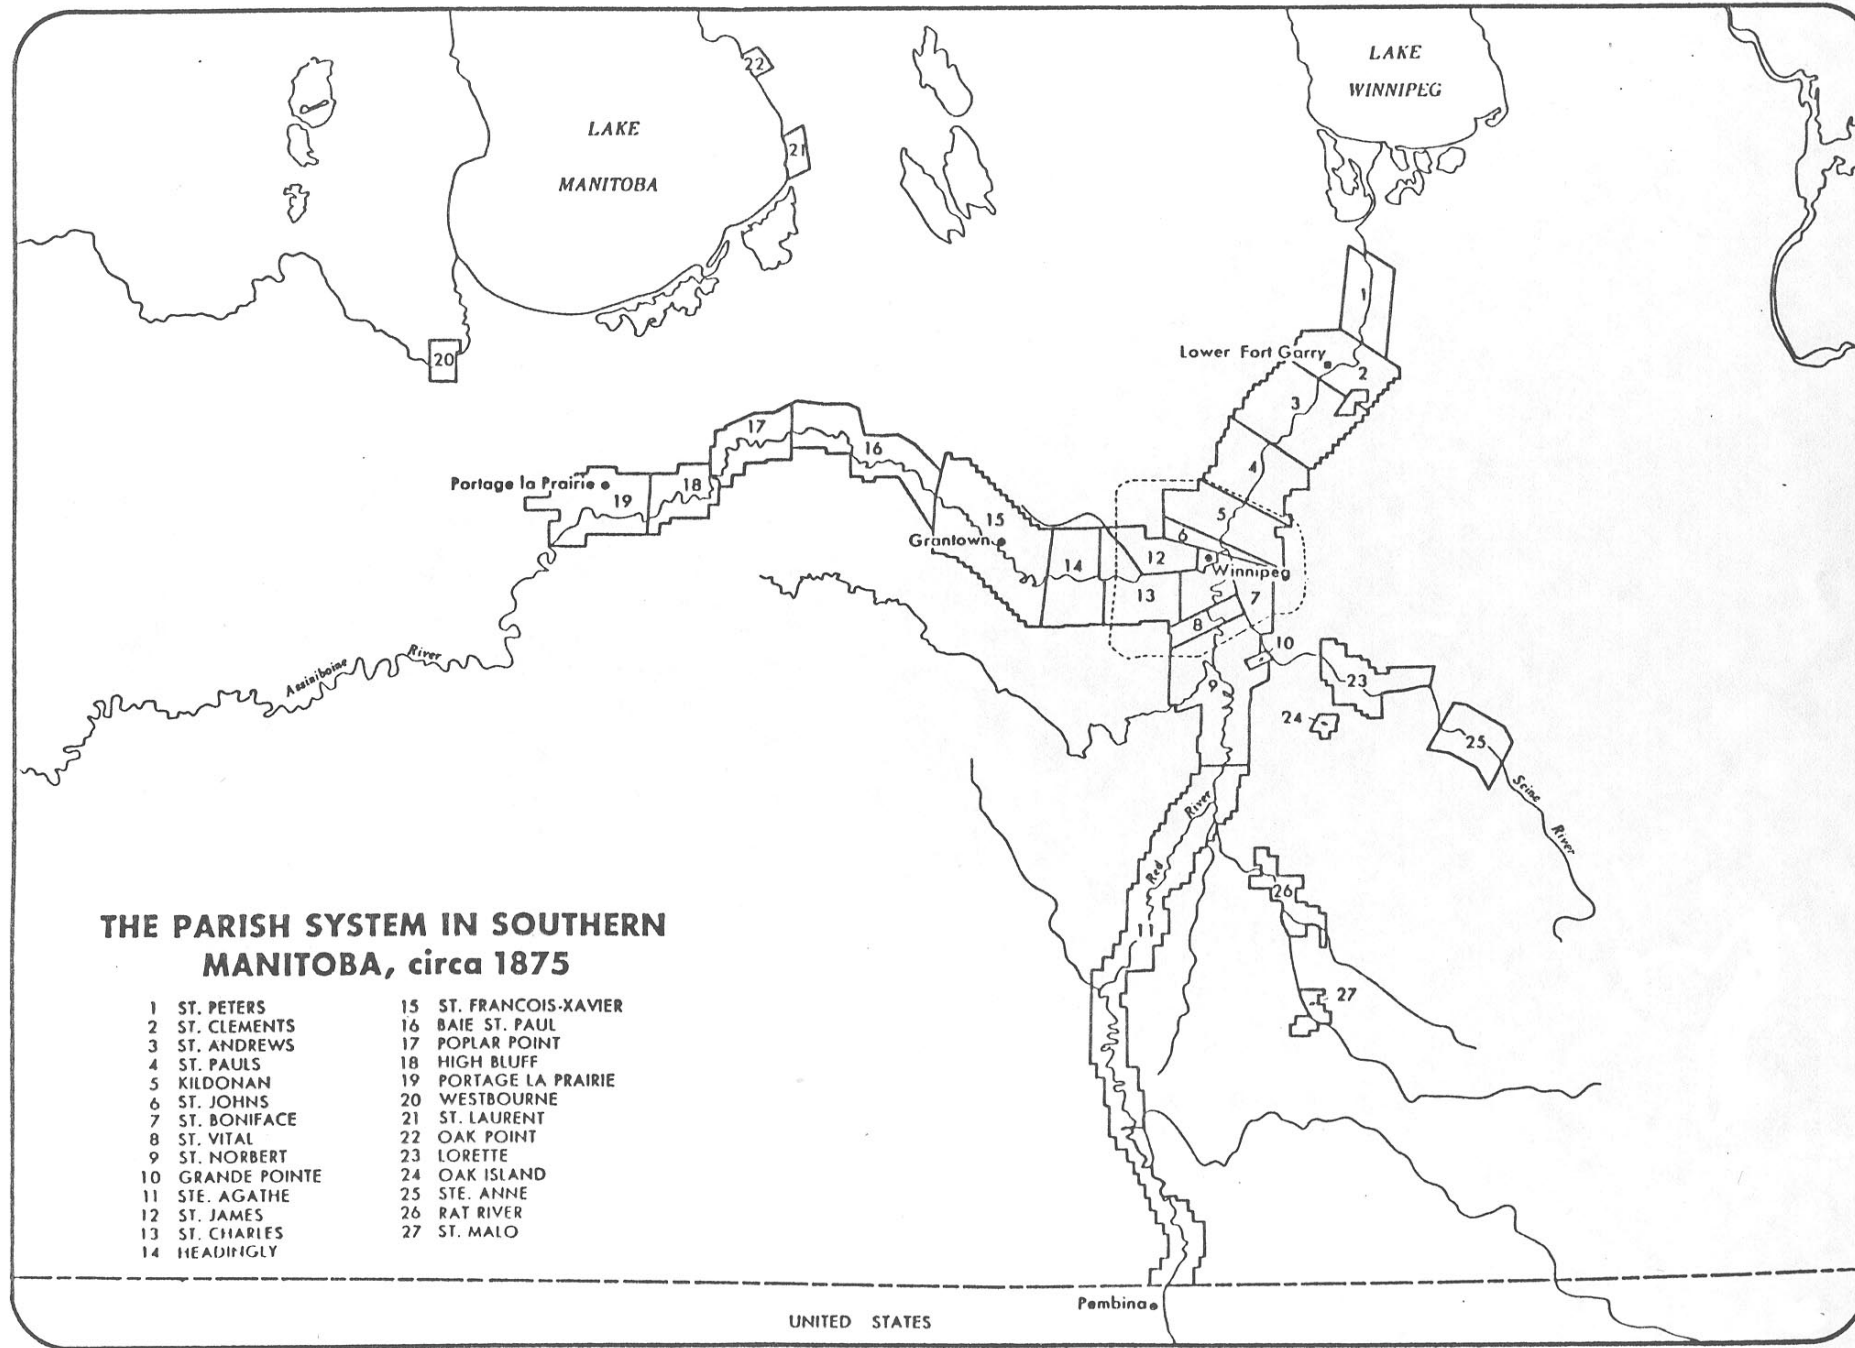 22
LAKE
WINNIPEG
LAKE
MANITOBA
21
1
20
Lower Fort Garry
2
3
17
16
4
Portage la Prairie
18
19
15
5
Grantown
6
14
12
Winnipeg
13
7
8
10
Assiniboine River
9
23
24
25
Seine River
Red River
26
11
27
THE PARISH SYSTEM IN SOUTHERN
MANITOBA, circa 1875
1 ST. PETERS
2 ST. CLEMENTS
3 ST. ANDREWS
4 ST. PAULS
5 KILDONAN
6 ST. JOHNS
7 ST. BONIFACE
8 ST. VITAL
9 ST. NORBERT
10 GRANDE POINTE
11 STE. AGATHE
12 ST. JAMES
13 ST. CHARLES
14 HEADINGLY
15 ST. FRANCOIS-XAVIER
16 BAIE ST. PAUL
17 POPLAR POINT
18 HIGH BLUFF
19 PORTAGE LA PRAIRIE
20 WESTBOURNE
21 ST. LAURENT
22 OAK POINT
23 LORETTE
24 OAK ISLAND
25 STE. ANNE
26 RAT RIVER
27 ST. MALO
Pembina
UNITED STATES